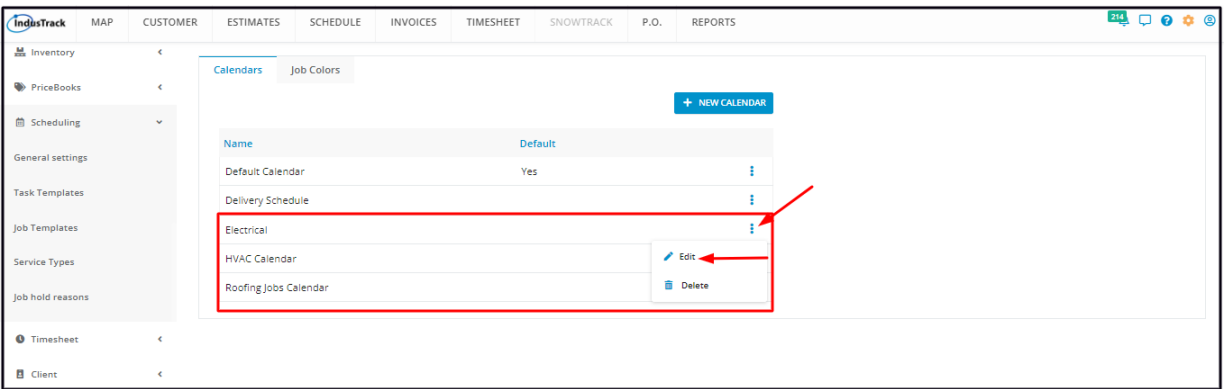 IndusTrack MAP CUSTOMER ESTIMATES SCHEDULE INVOICES TIMESHEET SNOWTRACK P.O. REPORTS 214
Inventory
PriceBooks
Scheduling
General settings
Task Templates
Job Templates
Service Types
Job hold reasons
Timesheet
Client
Calendars Job Colors
+ NEW CALENDAR
Name Default
Default Calendar Yes
Delivery Schedule
Electrical
HVAC Calendar
Roofing Jobs Calendar
Edit
Delete